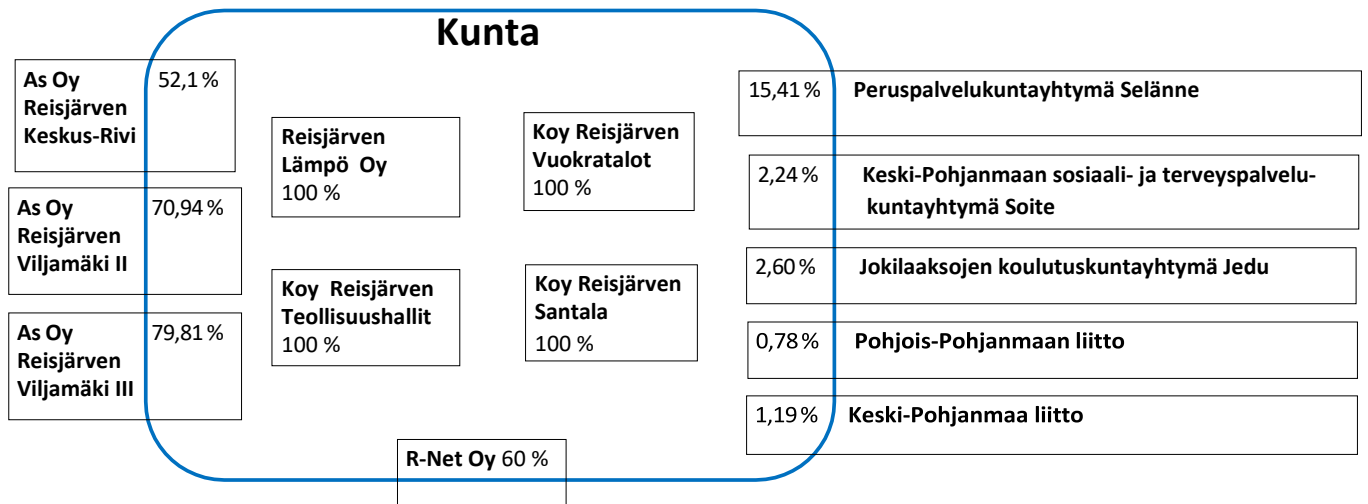 Kunta
As Oy 52,1 %
Reisjärven
Keskus-Rivi
As Oy 70,94 %
Reisjärven
Viljamäki II
As Oy 79,81 %
Reisjärven
Viljamäki III
Reisjärven
Lämpö Oy
100 %
Koy Reisjärven
Vuokratalot
100 %
Koy Reisjärven
Teollisuushallit
100 %
Koy Reisjärven
Santala
100 %
R-Net Oy 60 %
15,41 % Peruspalvelukuntayhtymä Selänne
2,24 % Keski-Pohjanmaan sosiaali- ja terveyspalvelu-
kuntayhtymä Soite
2,60 % Jokilaaksojen koulutuskuntayhtymä Jedu
0,78 % Pohjois-Pohjanmaan liitto
1,19 % Keski-Pohjanmaa liitto